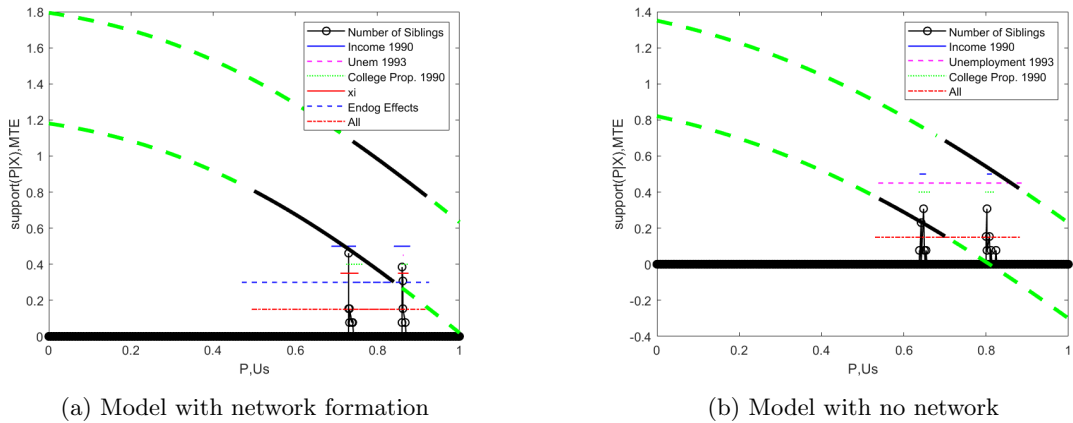 1.8
1.6
1.4
1.2
1
0.8
0.6
0.4
0.2
0
support(P|X),MTE
0 0.2 0.4 0.6 0.8 1
P,Us
Number of Siblings
Income 1990
Unem 1993
College Prop. 1990
xi
Endog Effects
All
(a) Model with network formation
1.4
1.2
1
0.8
0.6
0.4
0.2
0
-0.2
-0.4
support(P|X),MTE
0 0.2 0.4 0.6 0.8 1
P,Us
Number of Siblings
Income 1990
Unemployment 1993
College Prop. 1990
All
(b) Model with no network